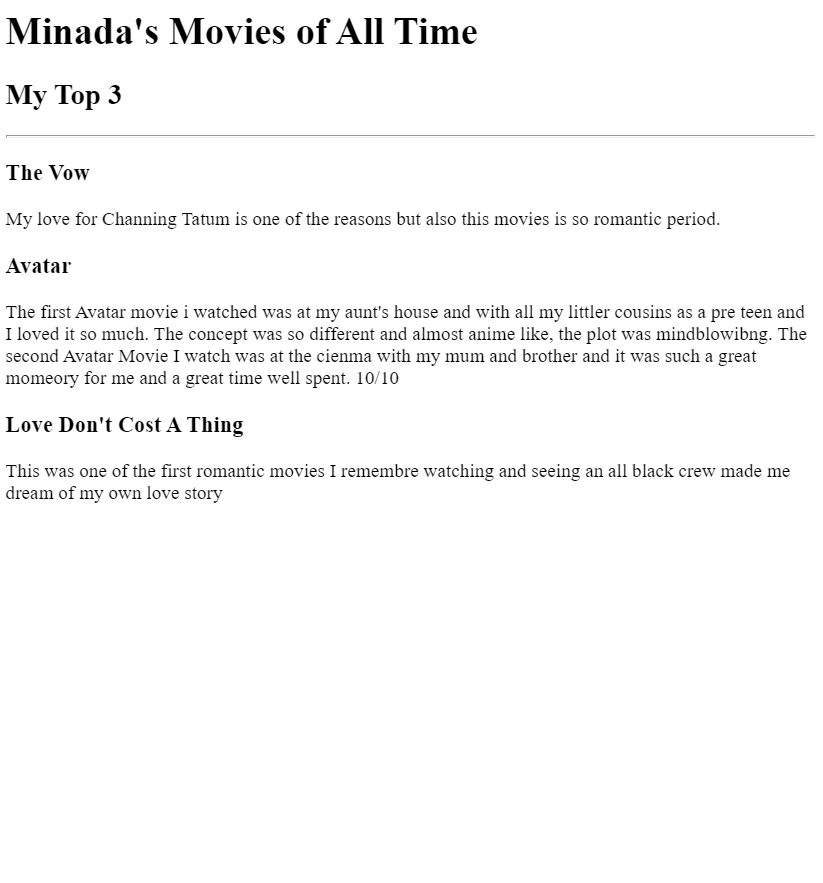 Minada's Movies of All Time
My Top 3
The Vow
My love for Channing Tatum is one of the reasons but also this movies is so romantic period.
Avatar
The first Avatar movie i watched was at my aunt's house and with all my littler cousins as a pre teen and
I loved it so much. The concept was so different and almost anime like, the plot was mindblowibng. The
second Avatar Movie I watch was at the cienma with my mum and brother and it was such a great
momeory for me and a great time well spent. 10/10
Love Don't Cost A Thing
This was one of the first romantic movies I remembre watching and seeing an all black crew made me
dream of my own love story